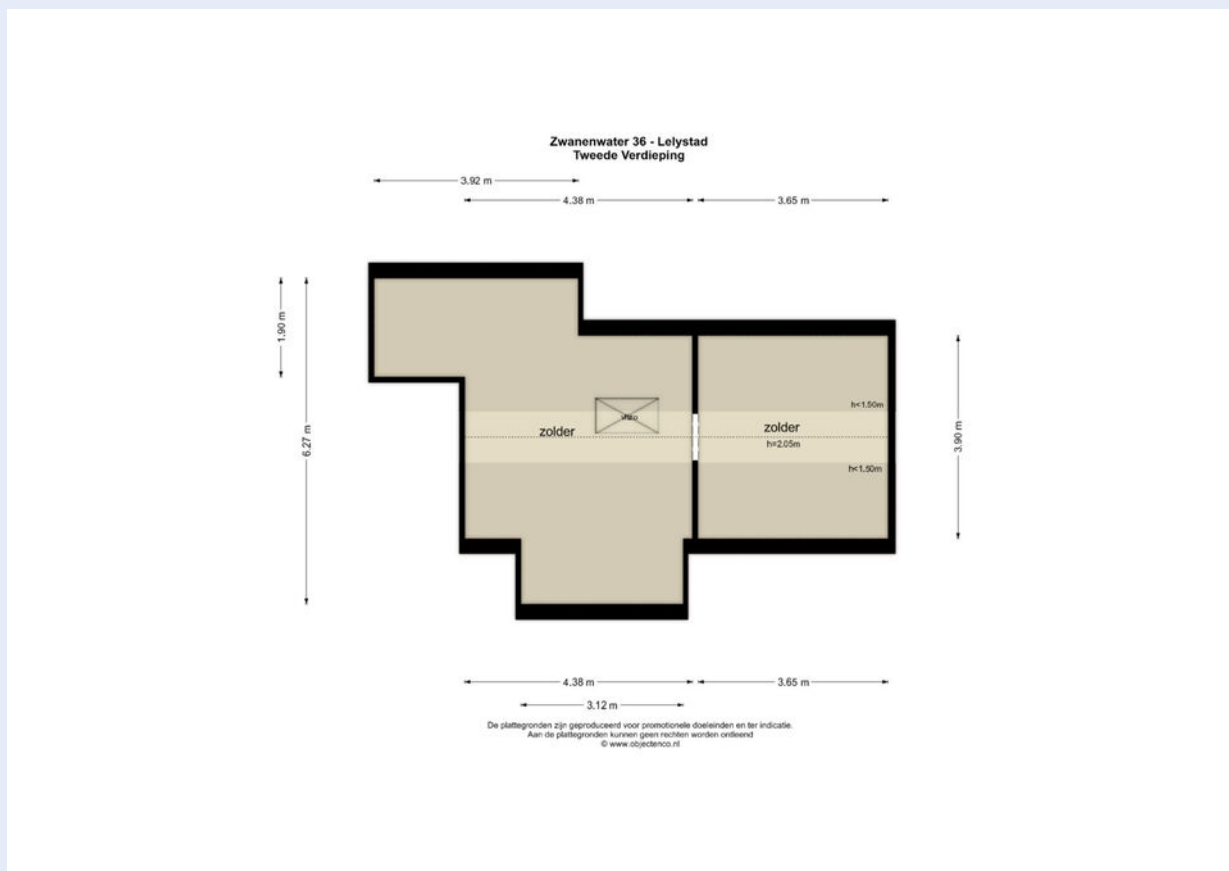 Zwanenwater 36 - Lelystad
Tweede Verdieping
3.92 m
4.38 m
3.65 m
1.90 m
6.27 m
3.90 m
h<1.50m
zolder
zolder
h=2.05m
h<1.50m
4.38 m
3.65 m
3.12 m
De plattegronden zijn geproduceerd voor promotionele doeleinden en ter indicatie.
Aan de plattegronden kunnen geen rechten worden ontleend
© www.objectenco.nl